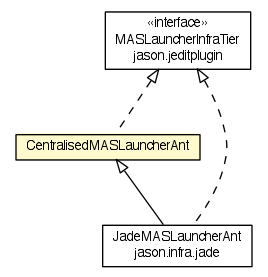 «interface»
MASLauncherInfraTier
jason.jeditplugin
CentralisedMASLauncherAnt
JadeMASLauncherAnt
jason.infra.jade